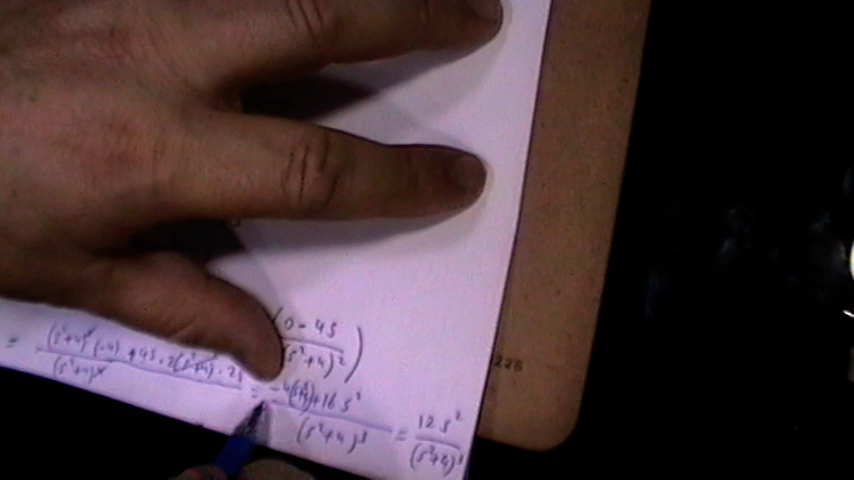 (0 - 4s / (s²+4)²)
= (s²+4)² (-4) + 4s · 2(s²+4) · 2s / (s²+4)⁴ = -4(s²+4)+16s² / (s²+4)³ = 12s² / (s²+4)³